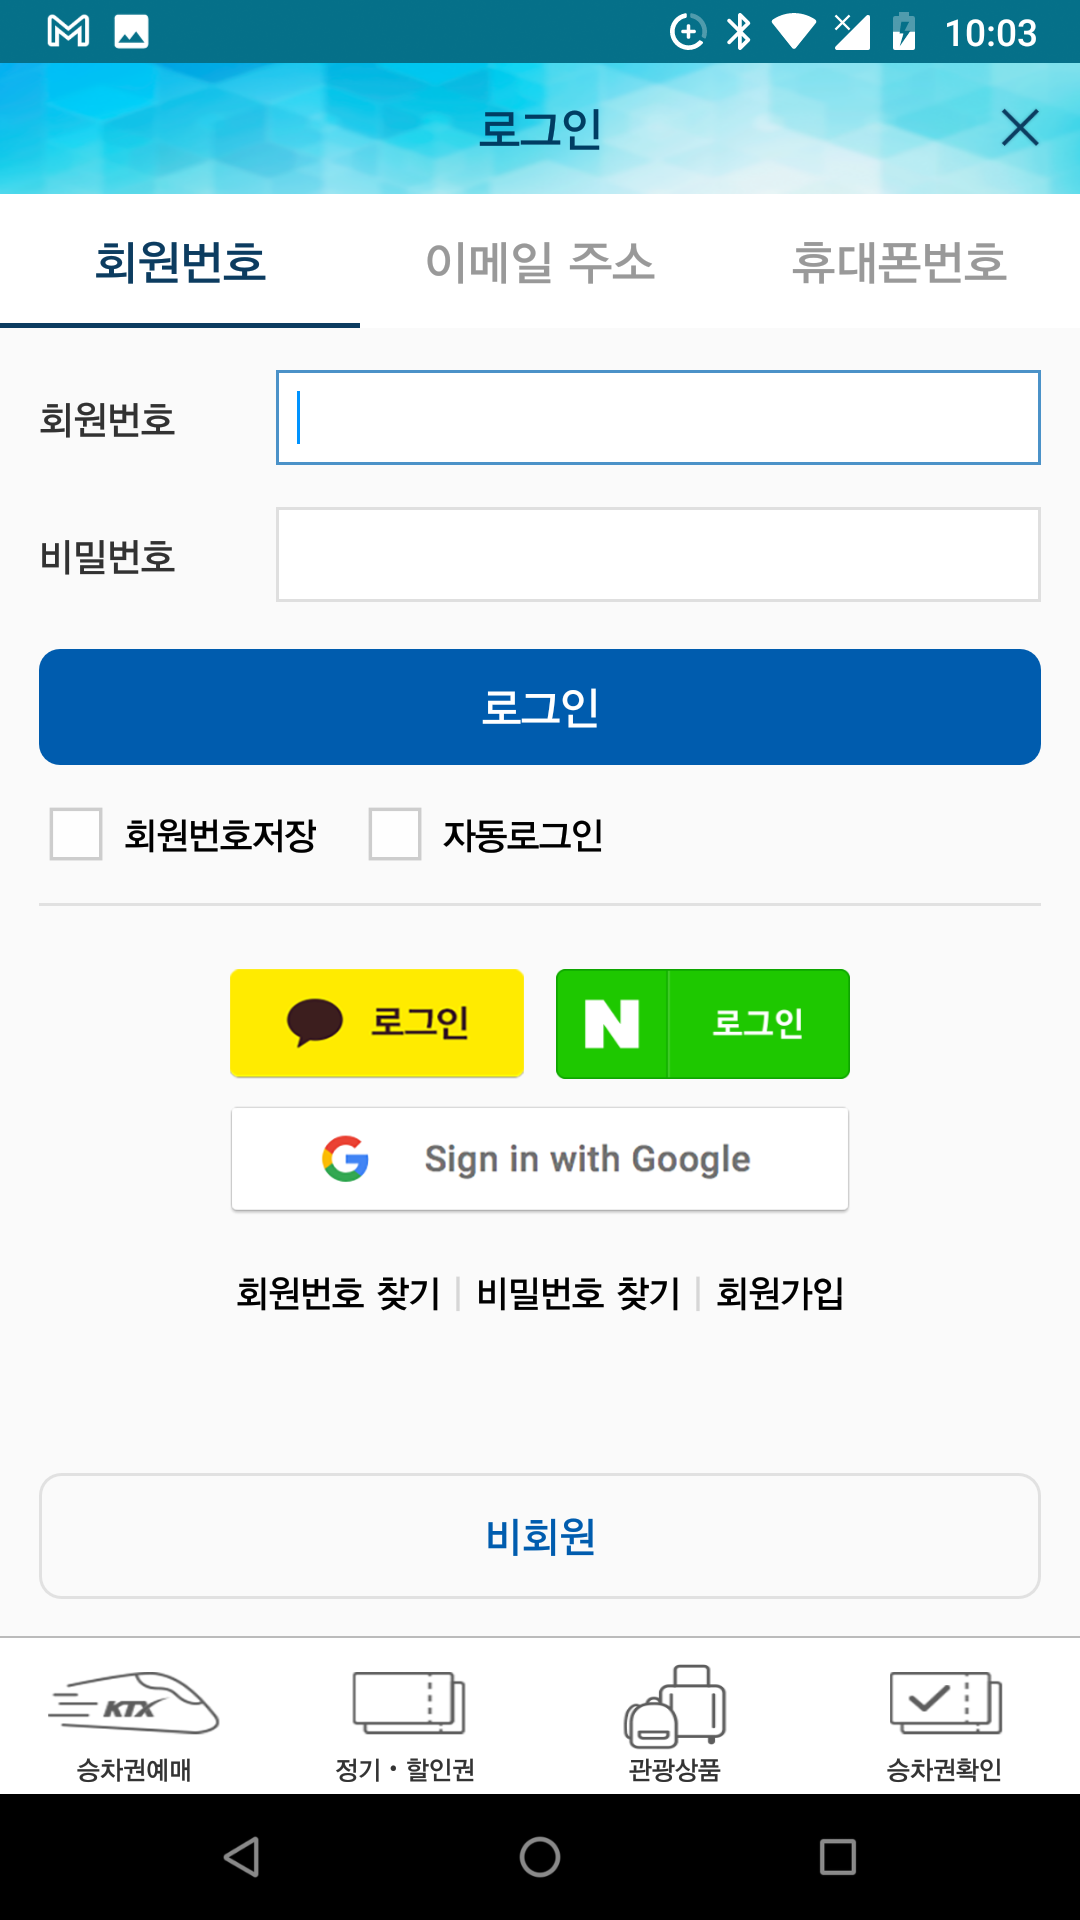 10:03
로그인
회원번호 이메일 주소 휴대폰번호
회원번호
비밀번호
로그인
회원번호저장 자동로그인
로그인 N 로그인
Sign in with Google
회원번호 찾기 | 비밀번호 찾기 | 회원가입
비회원
KTX
승차권예매 정기·할인권 관광상품 승차권확인